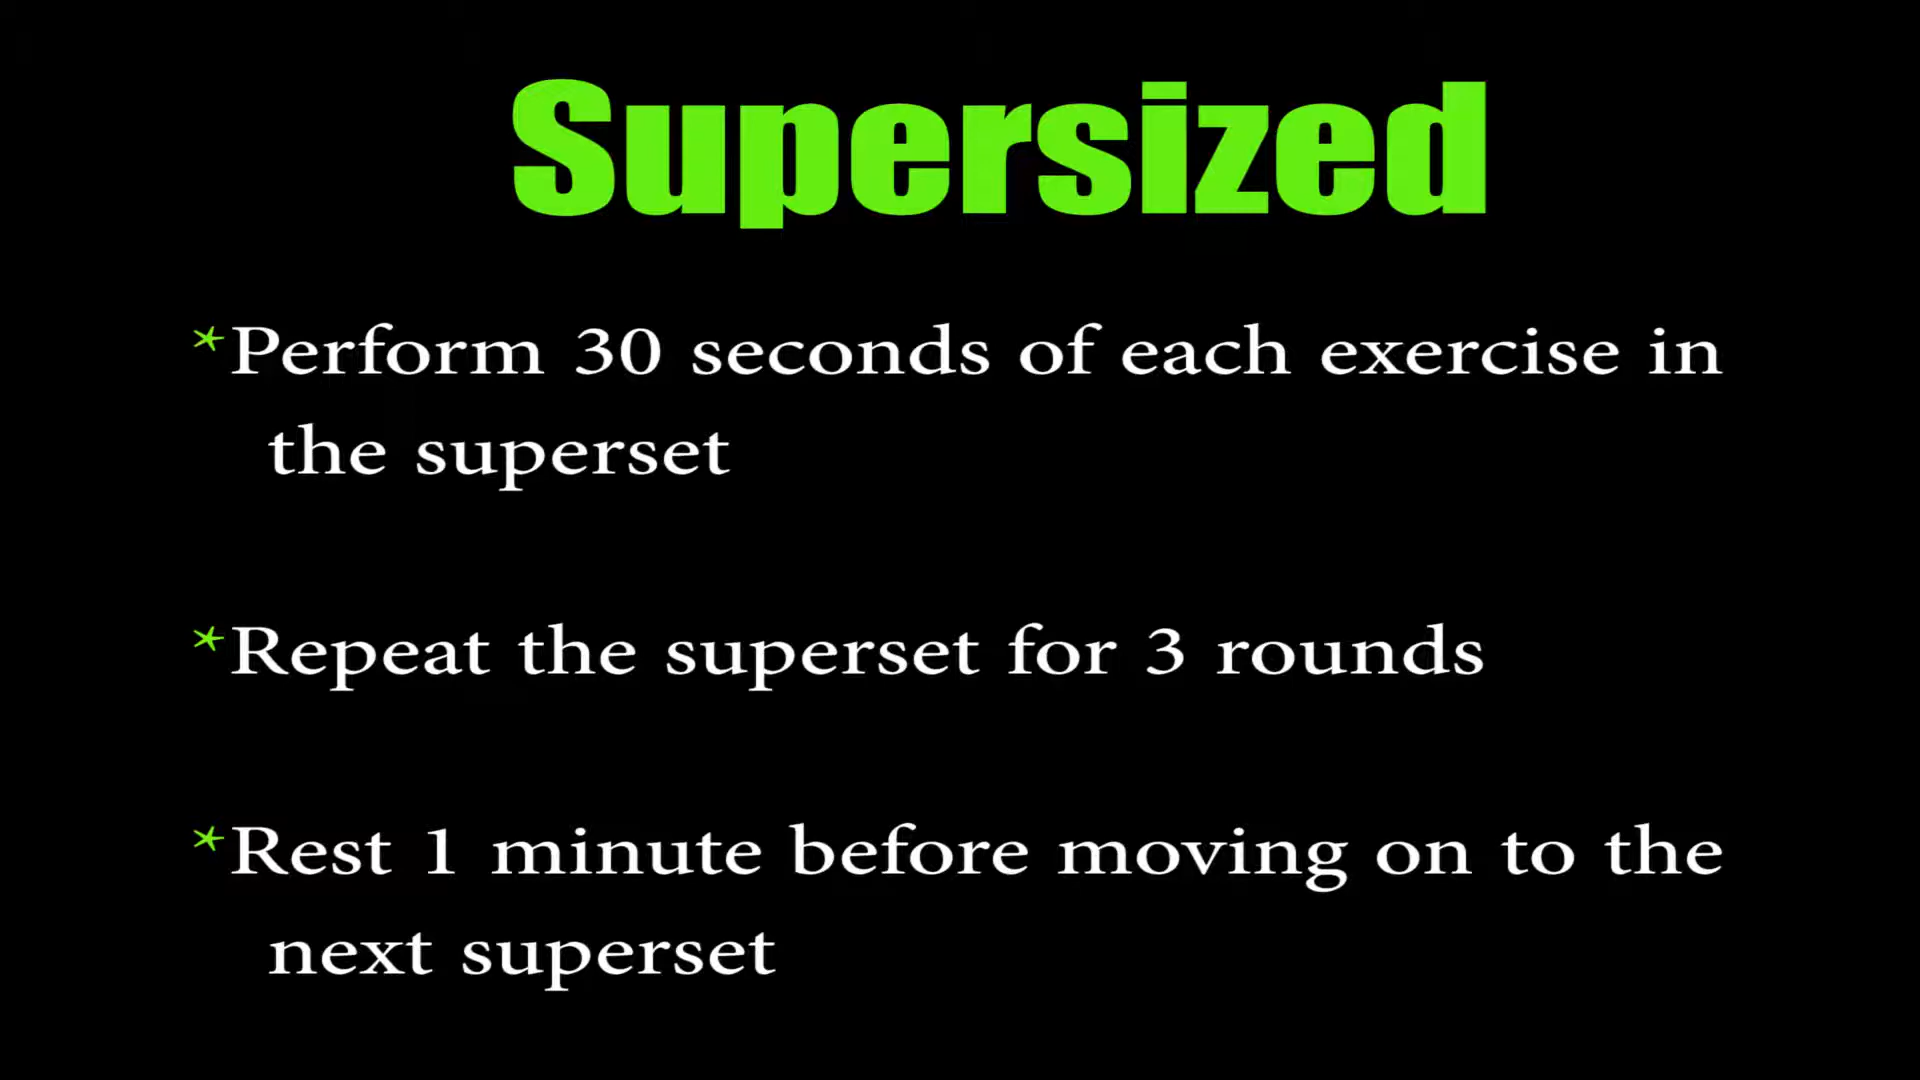 Supersized
*Perform 30 seconds of each exercise in
the superset
*Repeat the superset for 3 rounds
*Rest 1 minute before moving on to the
next superset